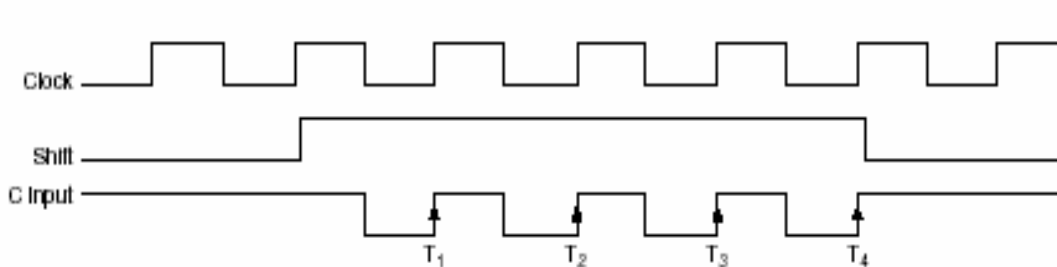 Clock
Shift
C Input
T₁ T₂ T₃ T₄